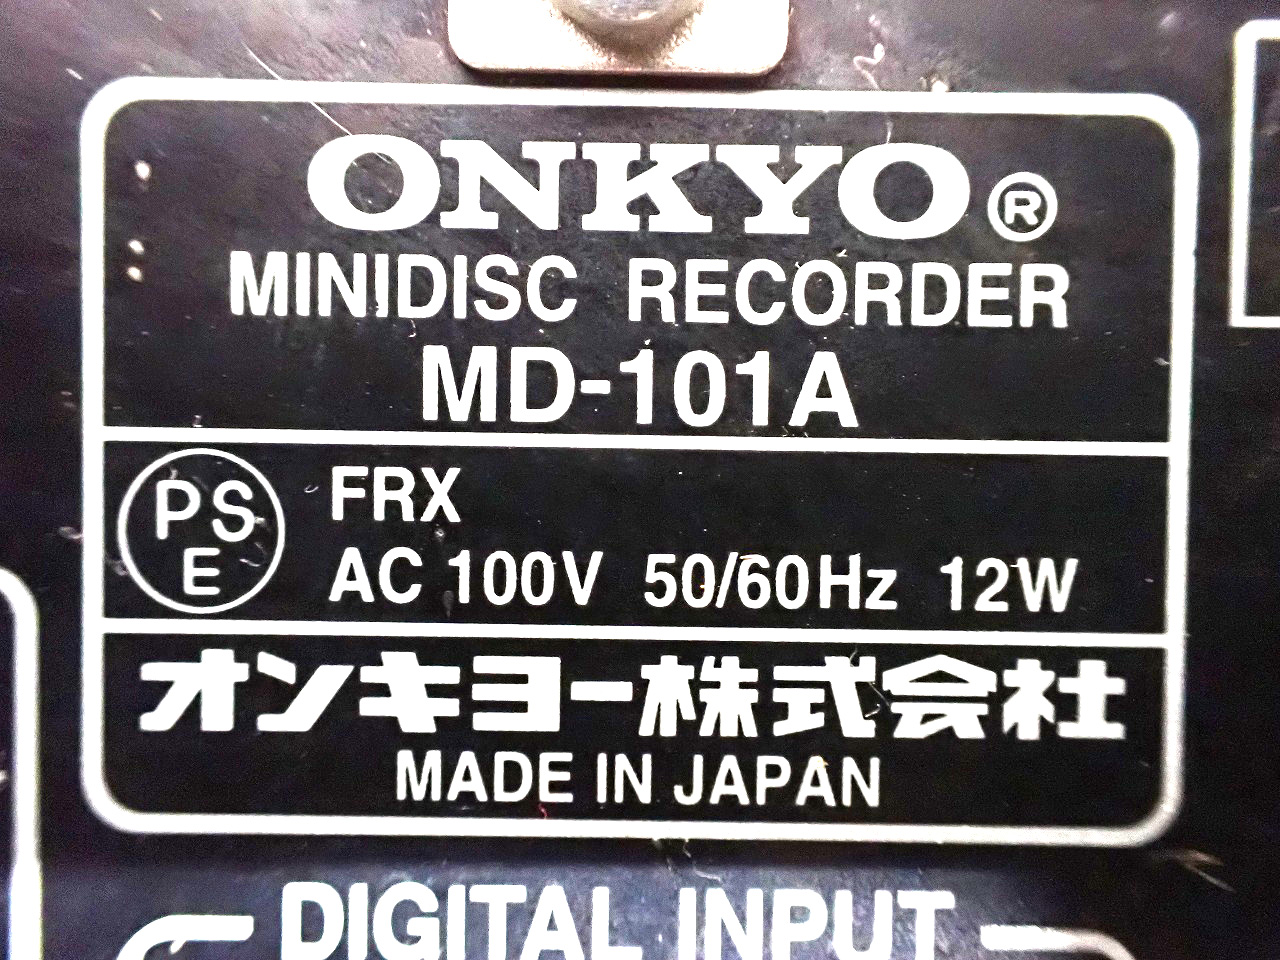 ONKYO®
MINIDISC RECORDER
MD-101A
PS
E
FRX
AC 100V 50/60Hz 12W
オンキヨー株式会社
MADE IN JAPAN
DIGITAL INPUT